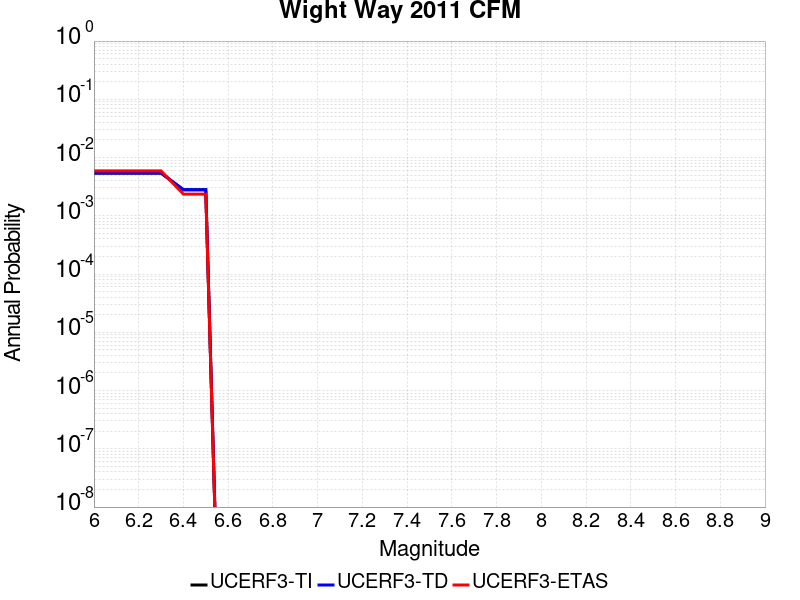 Wight Way 2011 CFM
10^0
10^-1
10^-2
10^-3
10^-4
10^-5
10^-6
10^-7
10^-8
Annual Probability
6 6.2 6.4 6.6 6.8 7 7.2 7.4 7.6 7.8 8 8.2 8.4 8.6 8.8 9
Magnitude
UCERF3-TI UCERF3-TD UCERF3-ETAS